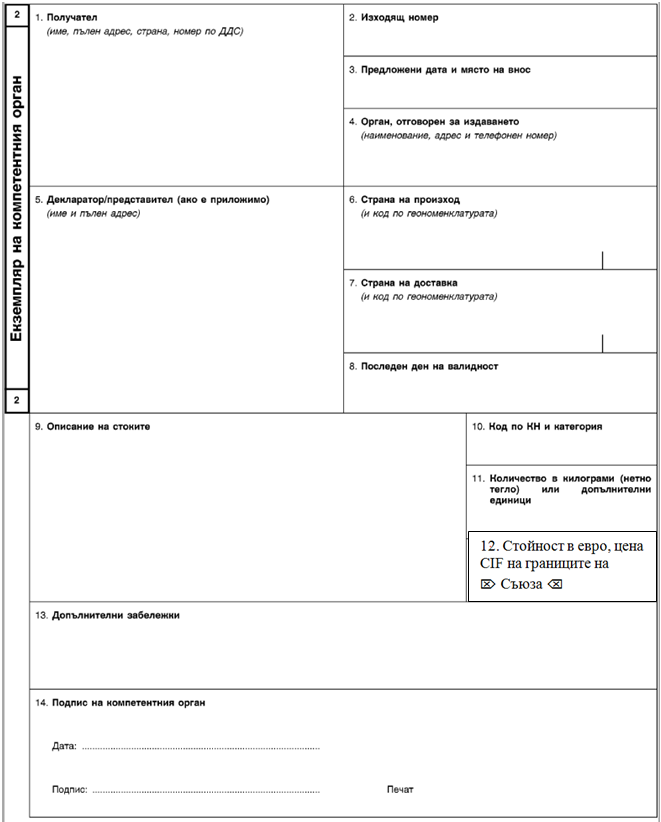 2
Екземпляр на компетентния орган
2
1. Получател
(име, пълен адрес, страна, номер по ДДС)
2. Изходящ номер
3. Предложени дата и място на внос
4. Орган, отговорен за издаването
(наименование, адрес и телефонен номер)
5. Декларатор/представител (ако е приложимо)
(име и пълен адрес)
6. Страна на произход
(и код по геономенклатурата)
7. Страна на доставка
(и код по геономенклатурата)
8. Последен ден на валидност
9. Описание на стоките
10. Код по КН и категория
11. Количество в килограми (нетно
тегло) или допълнителни
единици
12. Стойност в евро, цена
CIF на границите на
⌦ Съюза ⌫
13. Допълнителни забележки
14. Подпис на компетентния орган
Дата: ................................................................................
Подпис: ............................................................................ Печат